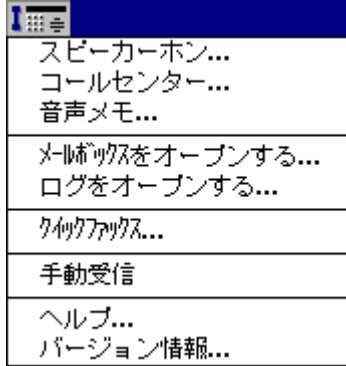 スピーカーホン...
コールセンター...
音声メモ...
ﾒｰﾙﾎﾞｯｸｽをオープンする...
ログをオープンする...
ｸｲｯｸﾌｧｯｸｽ...
手動受信
ヘルプ...
バージョン情報...